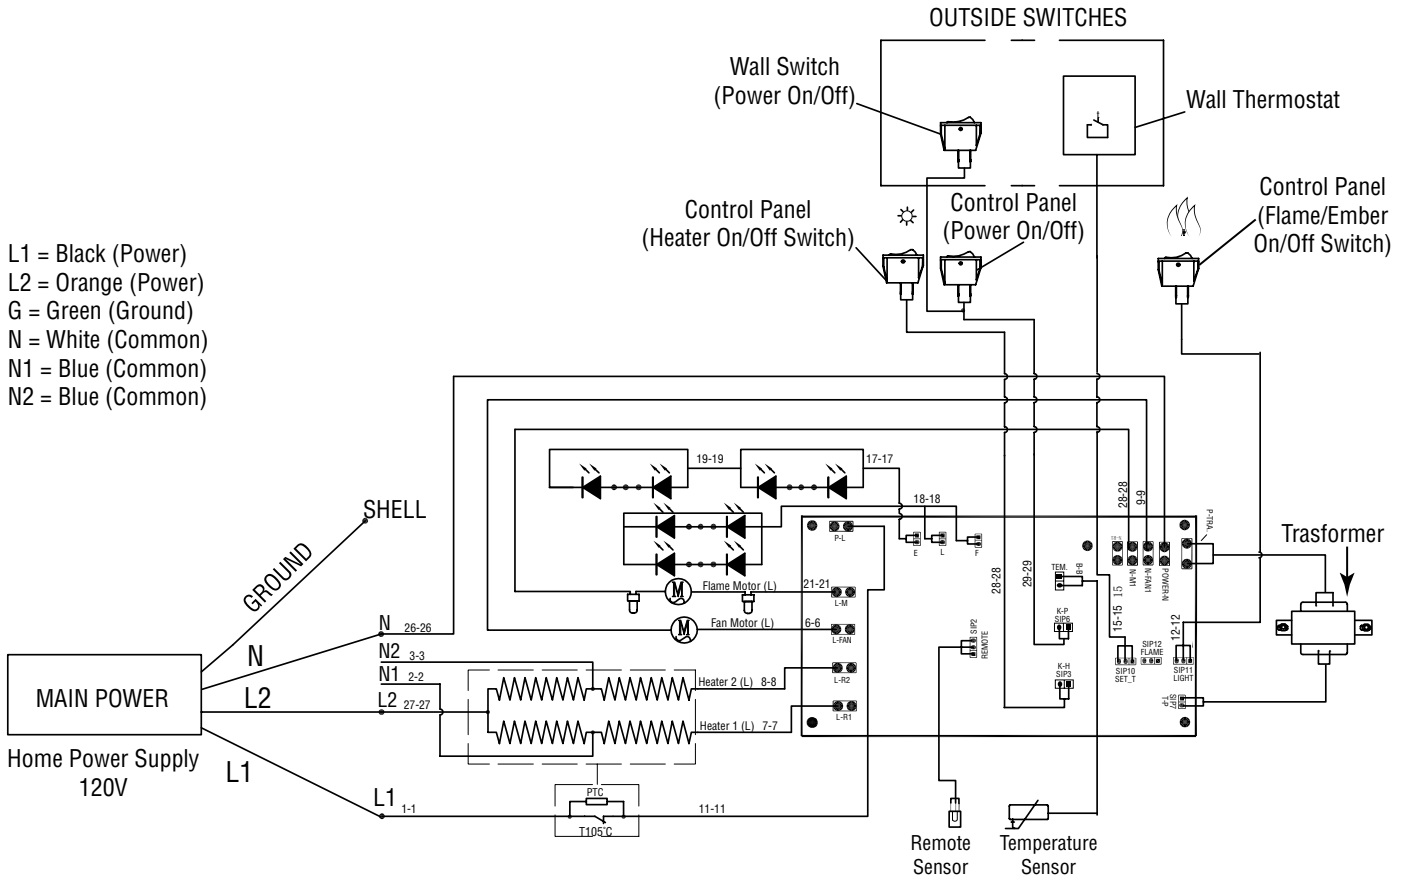 OUTSIDE SWITCHES
Wall Switch
(Power On/Off)
Wall Thermostat
Control Panel
(Heater On/Off Switch)
Control Panel
(Power On/Off)
Control Panel
(Flame/Ember
On/Off Switch)
L1 = Black (Power)
L2 = Orange (Power)
G = Green (Ground)
N = White (Common)
N1 = Blue (Common)
N2 = Blue (Common)
19-19
17-17
18-18
28-28
9-9
P-TRA.
SHELL
GROUND
P-L
E
L
F
Trasformer
28-28
29-29
TEM.
B-B
N-M1
N-FAN1
POWER-N
Flame Motor (L)
21-21
L-M
15-15
15
12-12
K-P
SIP6
Fan Motor (L)
6-6
L-FAN
SIP2
REMOTE
N
26-26
N
N2
3-3
N1
2-2
L2
L2
27-27
Heater 2 (L)
8-8
L-R2
K-H
SIP3
SIP10
SET_T
SIP12
FLAME
SIP11
LIGHT
SIP7
T-P
MAIN POWER
Home Power Supply
120V
Heater 1 (L)
7-7
L-R1
L1
L1
1-1
PTC
T105°C
11-11
Remote
Sensor
Temperature
Sensor